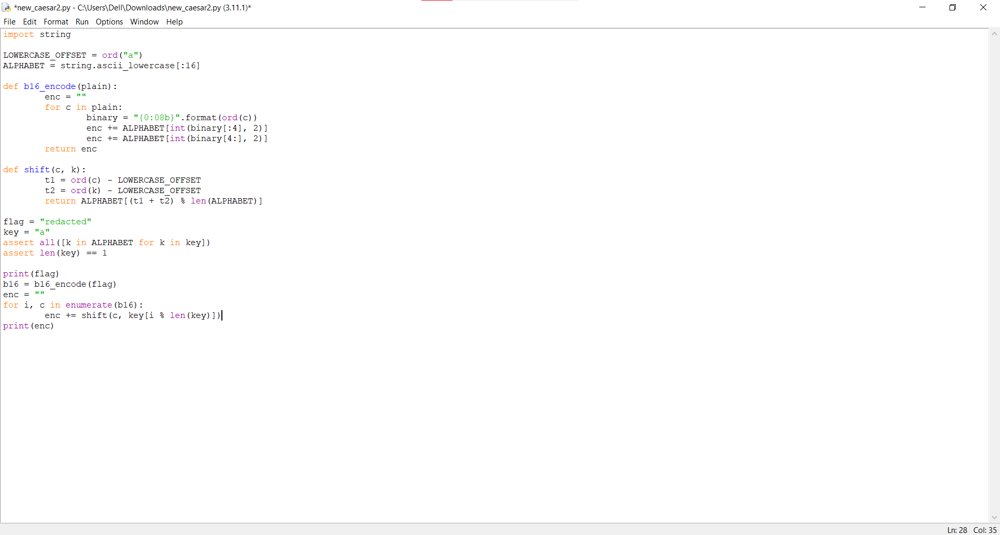 *new_caesar2.py - C:\Users\Dell\Downloads\new_caesar2.py (3.11.1)*
File Edit Format Run Options Window Help
import string

LOWERCASE_OFFSET = ord("a")
ALPHABET = string.ascii_lowercase[:16]

def b16_encode(plain):
        enc = ""
        for c in plain:
                binary = "{0:08b}".format(ord(c))
                enc += ALPHABET[int(binary[:4], 2)]
                enc += ALPHABET[int(binary[4:], 2)]
        return enc

def shift(c, k):
        t1 = ord(c) - LOWERCASE_OFFSET
        t2 = ord(k) - LOWERCASE_OFFSET
        return ALPHABET[(t1 + t2) % len(ALPHABET)]

flag = "redacted"
key = "a"
assert all([k in ALPHABET for k in key])
assert len(key) == 1

print(flag)
b16 = b16_encode(flag)
enc = ""
for i, c in enumerate(b16):
        enc += shift(c, key[i % len(key)])
print(enc)
Ln: 28 Col: 35